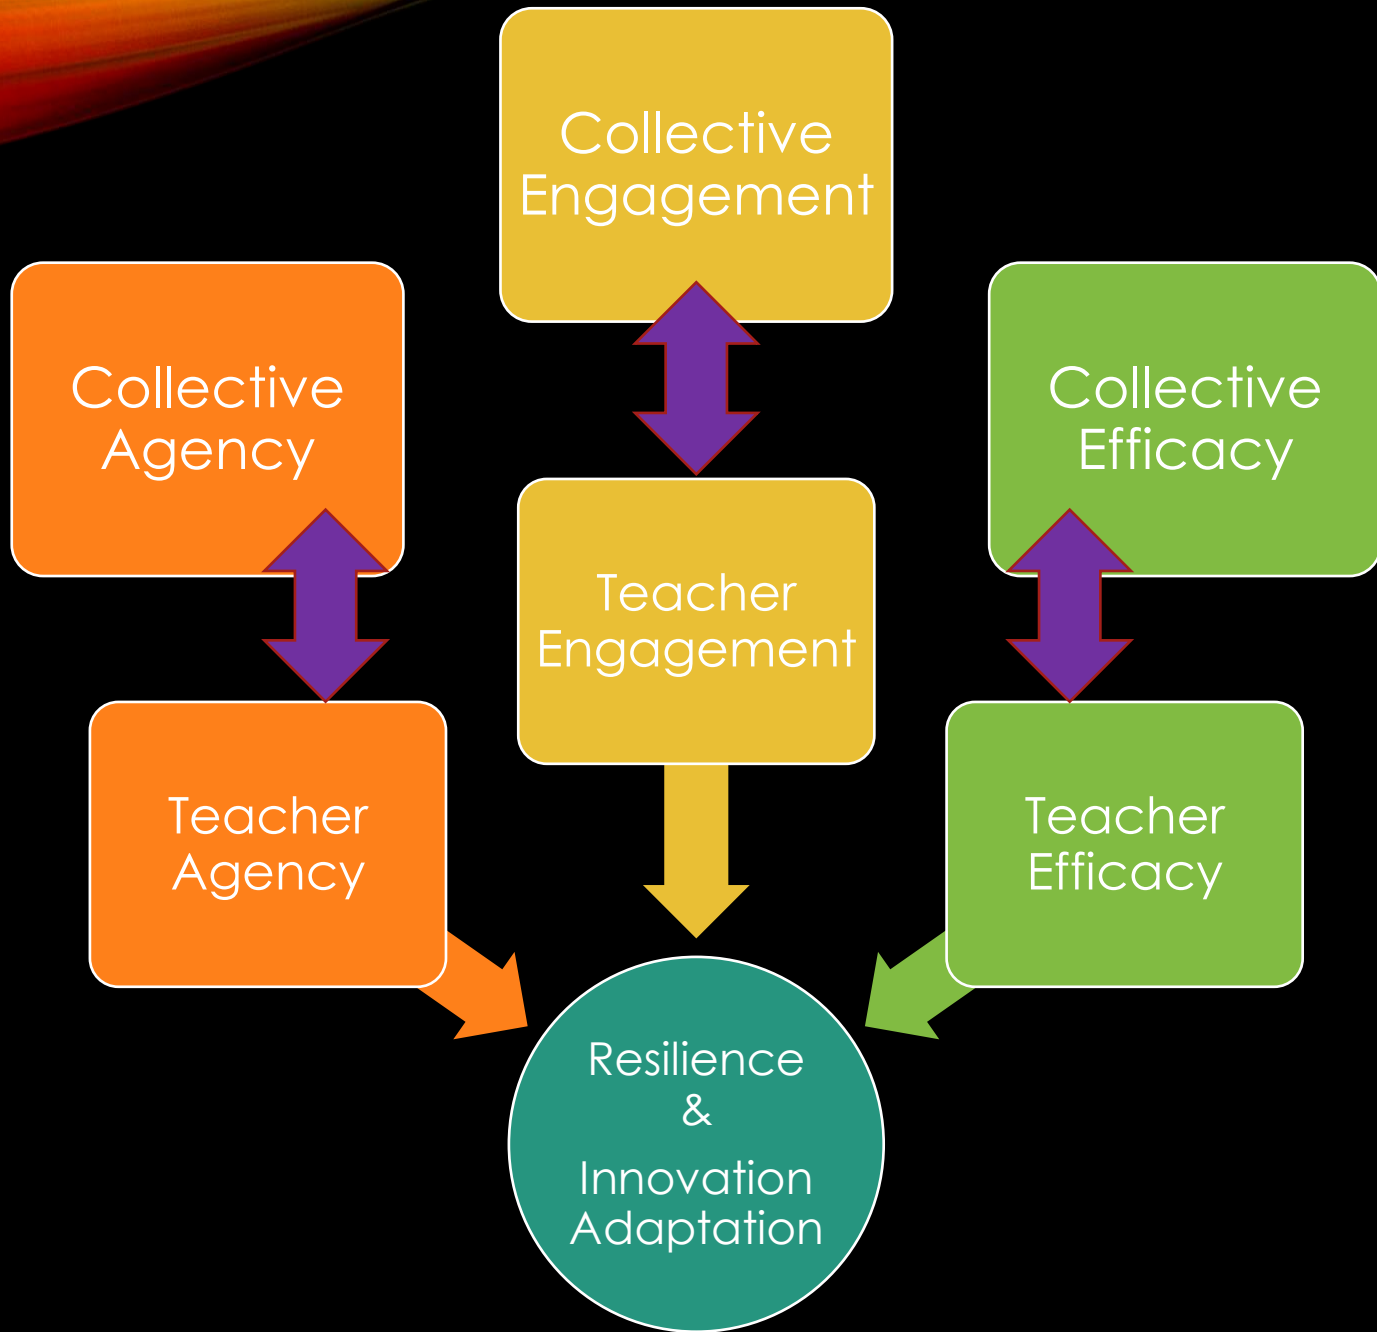 Collective
Engagement
Collective
Agency
Collective
Efficacy
Teacher
Engagement
Teacher
Agency
Teacher
Efficacy
Resilience
&
Innovation
Adaptation